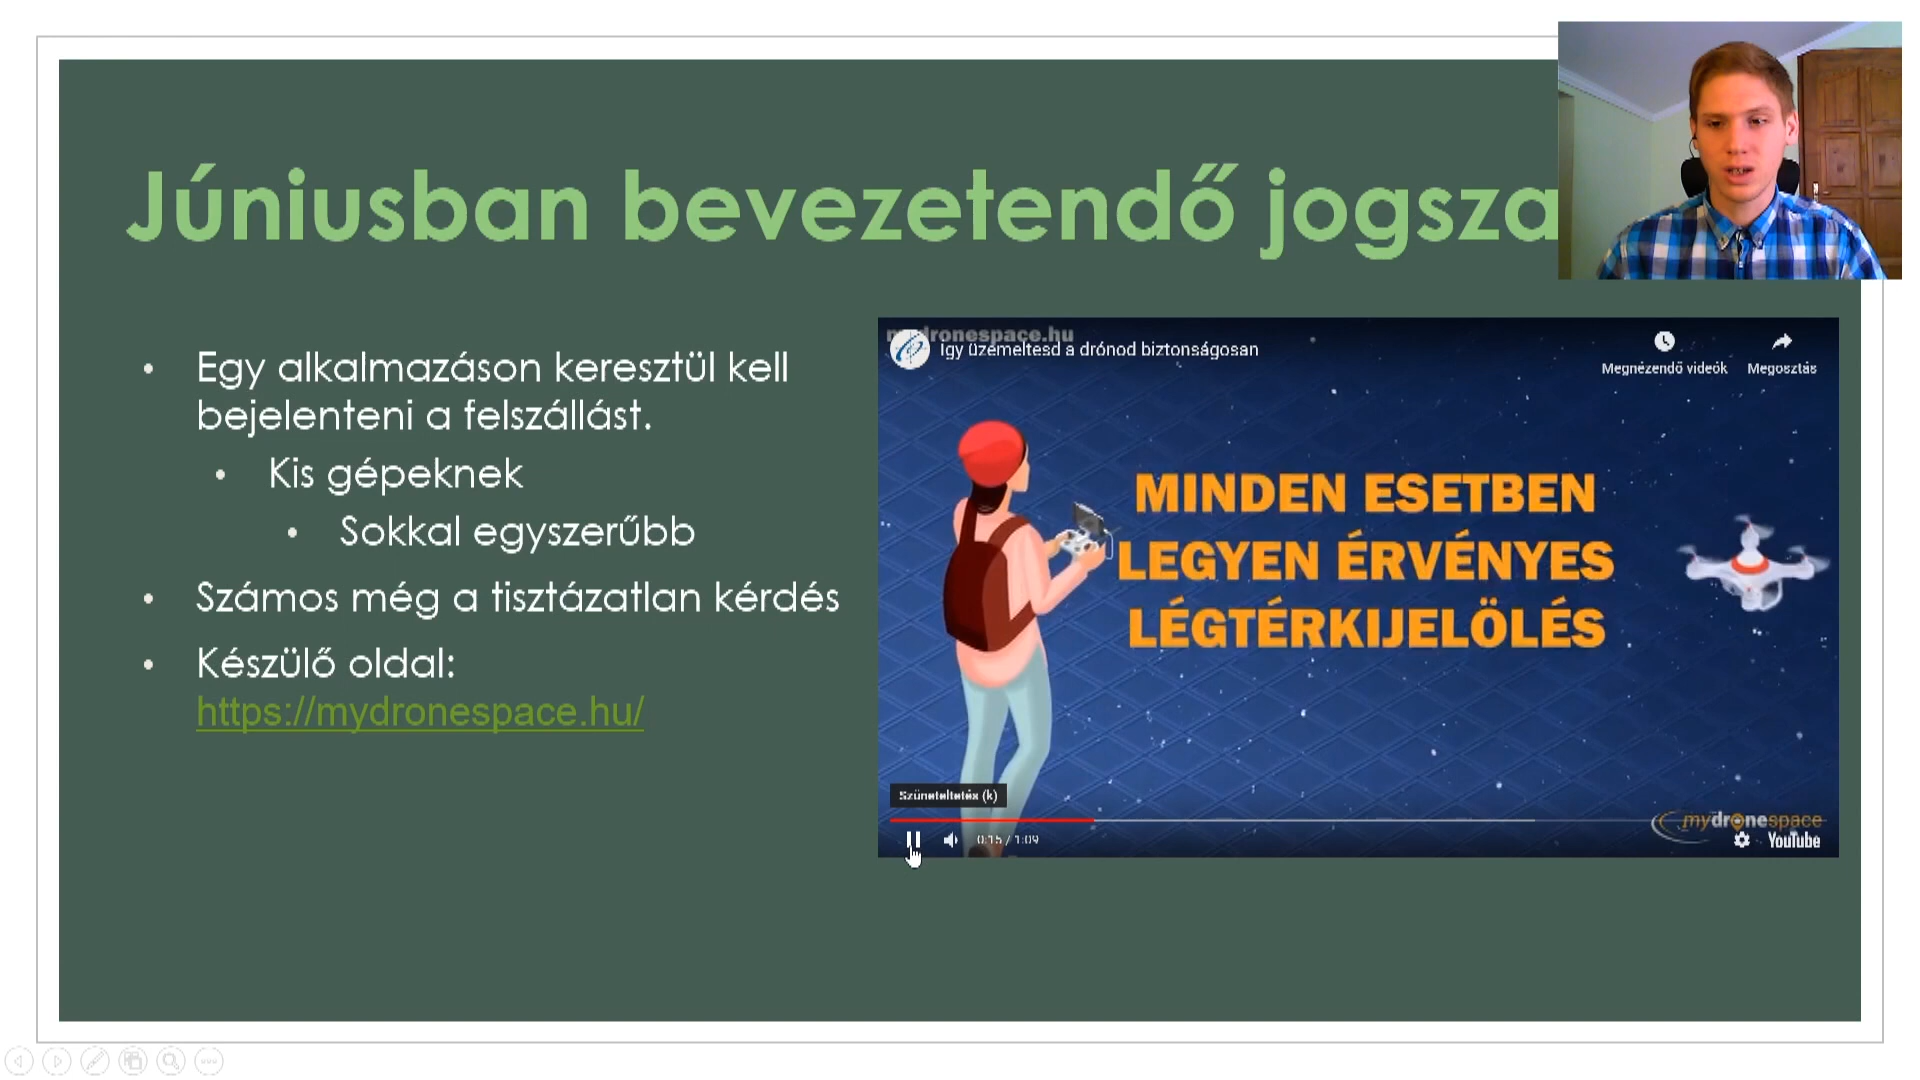 Júniusban bevezetendő jogsza
• Egy alkalmazáson keresztül kell
bejelenteni a felszállást.
• Kis gépeknek
• Sokkal egyszerűbb
• Számos még a tisztázatlan kérdés
• Készülő oldal:
https://mydronespace.hu/
mydronespace.hu
Így üzemeltesd a drónod biztonságosan
Megnézendő videók
Megosztás
MINDEN ESETBEN
LEGYEN ÉRVÉNYES
LÉGTÉRKIJELÖLÉS
Szüneteltetés (k)
mydronespace
0:15 / 1:09
YouTube